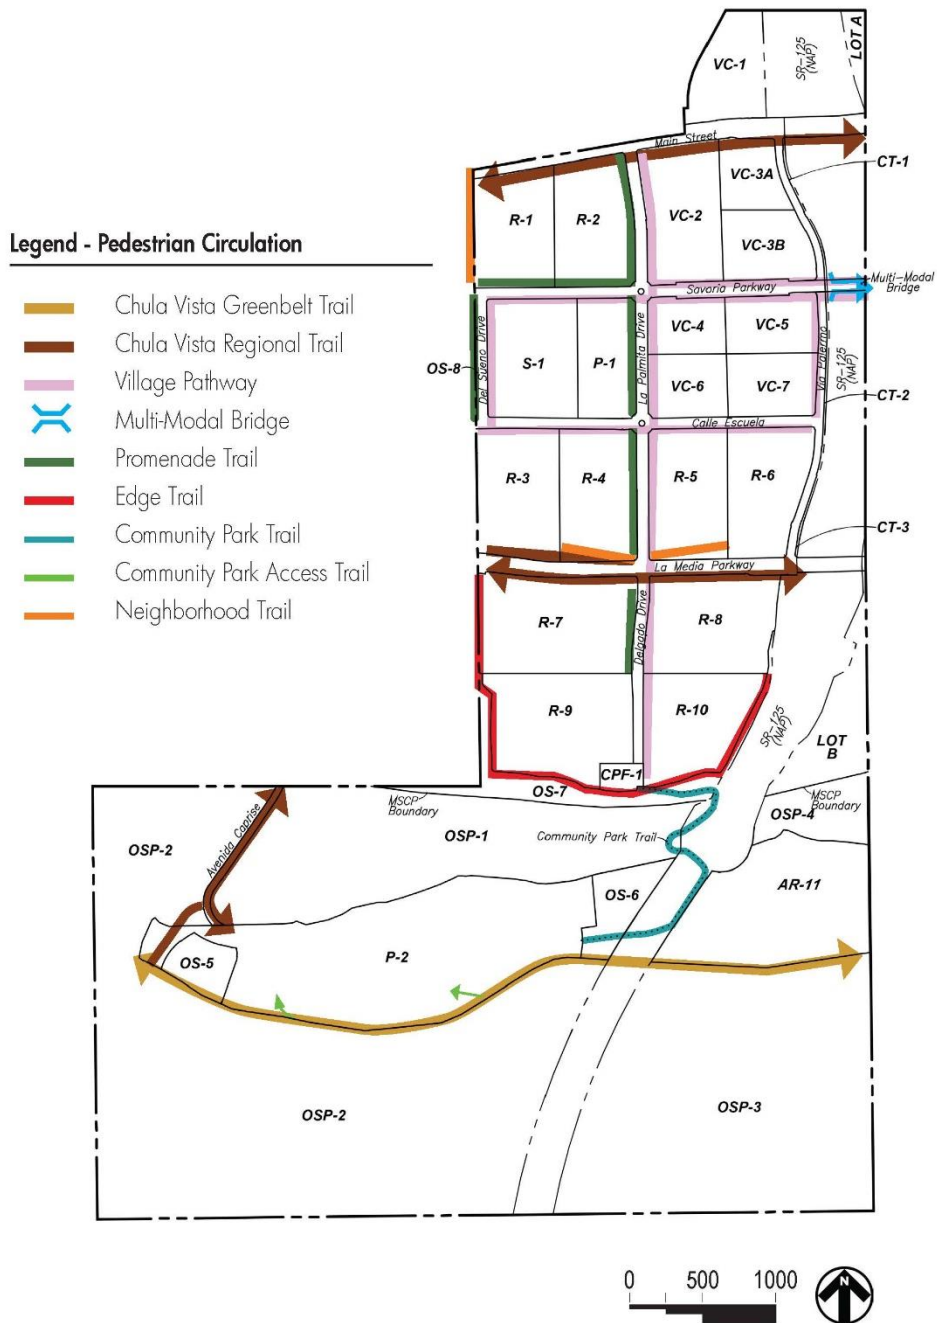 LOT A
VC-1
SR-125
(NAP)
Main Street
CT-1
VC-3A
R-1
R-2
VC-2
VC-3B
Legend - Pedestrian Circulation
Chula Vista Greenbelt Trail
Chula Vista Regional Trail
Village Pathway
Multi-Modal Bridge
Promenade Trail
Edge Trail
Community Park Trail
Community Park Access Trail
Neighborhood Trail
Multi-Modal
Bridge
Savoria Parkway
OS-8
Del Sueno Drive
S-1
P-1
La Palmita Drive
VC-4
VC-5
Via Palermo
SR-125
(NAP)
VC-6
VC-7
CT-2
Calle Escuela
R-3
R-4
R-5
R-6
CT-3
La Media Parkway
R-7
Delgado Drive
R-8
R-9
R-10
SR-125
(NAP)
LOT
B
CPF-1
OS-7
MSCP
Boundary
MSCP
Boundary
OSP-4
OSP-2
Avenida Caprise
OSP-1
Community Park Trail
OS-6
AR-11
OS-5
P-2
OSP-2
OSP-3
0 500 1000
N